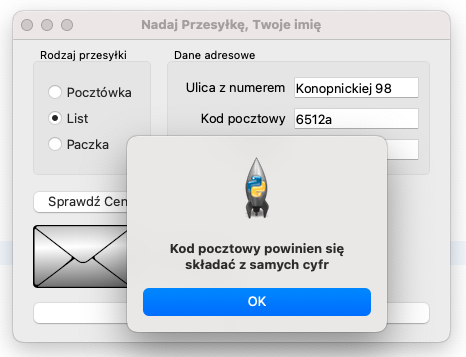 Nadaj Przesyłkę, Twoje imię
Rodzaj przesyłki
Pocztówka
List
Paczka
Dane adresowe
Ulica z numerem Konopnickiej 98
Kod pocztowy 6512a
Sprawdź Cen
Kod pocztowy powinien się
składać z samych cyfr
OK